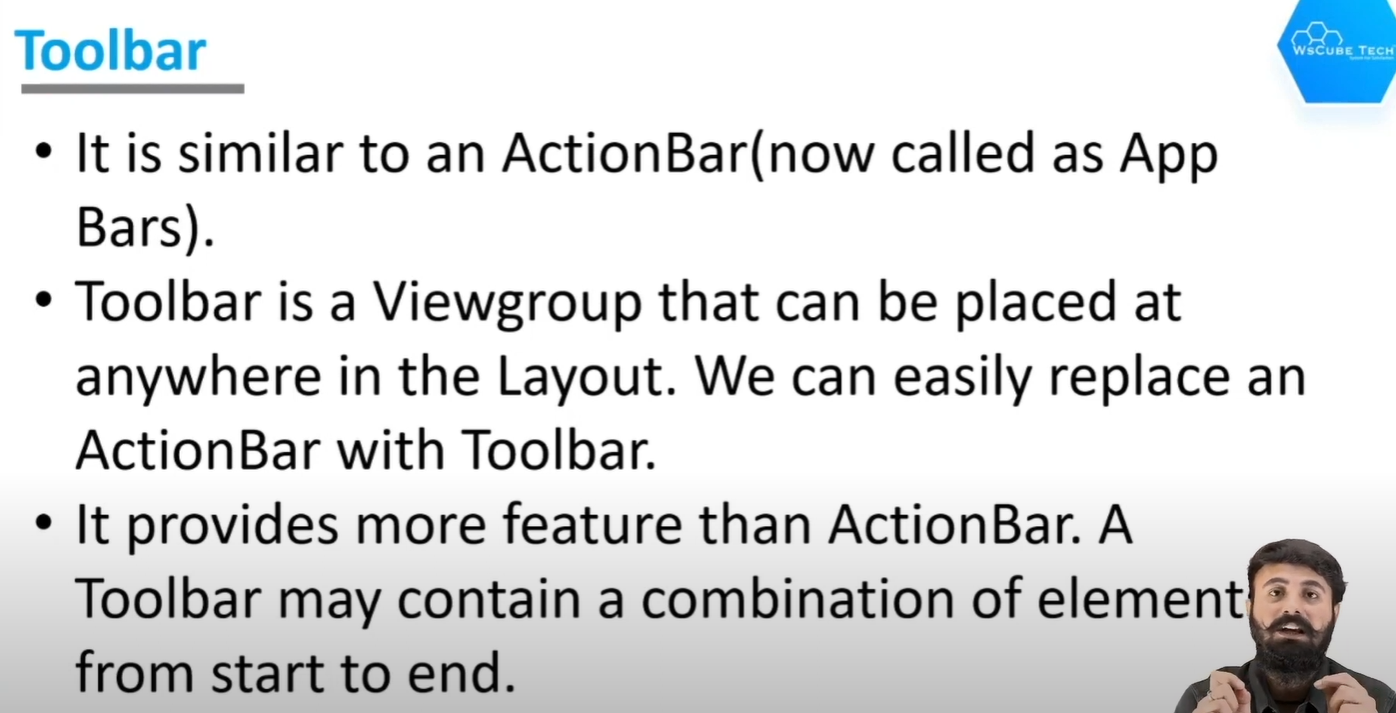 Toolbar
WsCube Tech
• It is similar to an ActionBar(now called as App
Bars).
• Toolbar is a Viewgroup that can be placed at
anywhere in the Layout. We can easily replace an
ActionBar with Toolbar.
• It provides more feature than ActionBar. A
Toolbar may contain a combination of element
from start to end.